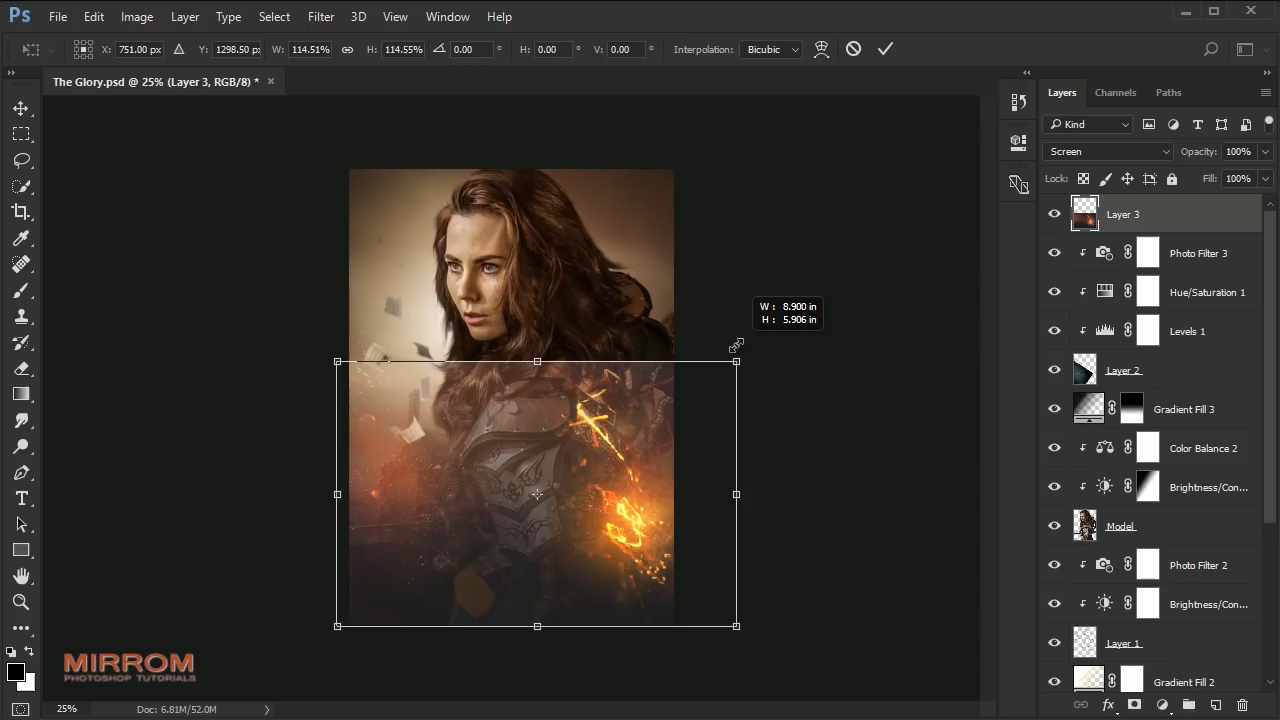 Ps File Edit Image Layer Type Select Filter 3D View Window Help
X: 751.00 px Y: 1298.50 px W: 114.51% H: 114.55% 0.00 ° H: 0.00 ° V: 0.00 ° Interpolation: Bicubic
The Glory.psd @ 25% (Layer 3, RGB/8) * ×
Layers Channels Paths
Kind
Screen Opacity: 100%
Lock: Fill: 100%
Layer 3
Photo Filter 3
Hue/Saturation 1
W : 8.900 in
H : 5.906 in
Levels 1
Layer 2
Gradient Fill 3
Color Balance 2
Brightness/Con...
Model
Photo Filter 2
Brightness/Con...
Layer 1
Gradient Fill 2
MIRROM
PHOTOSHOP TUTORIALS
25% Doc: 6.81M/52.0M
fx